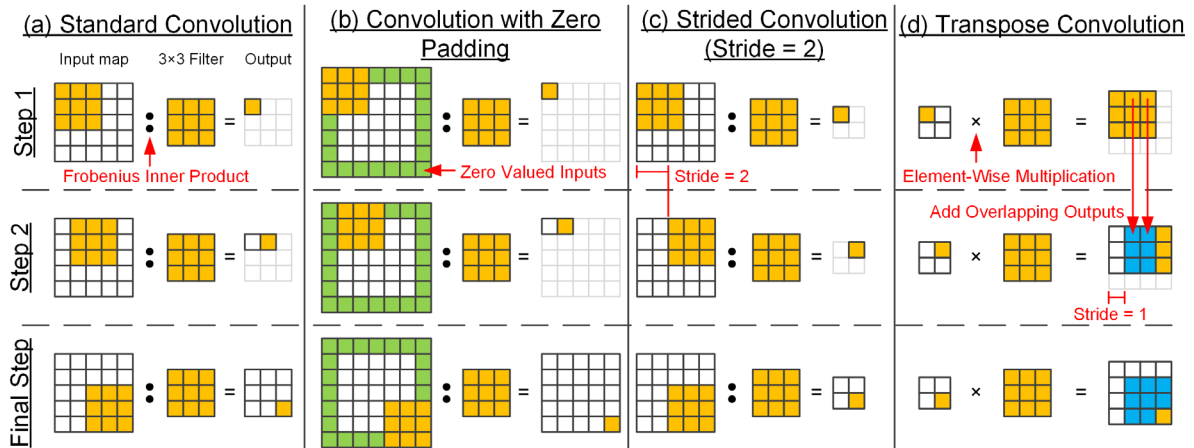 (a) Standard Convolution
(b) Convolution with Zero
Padding
(c) Strided Convolution
(Stride = 2)
(d) Transpose Convolution
Input map
3×3 Filter
Output
Step 1
=
=
=
×
=
Frobenius Inner Product
Zero Valued Inputs
Stride = 2
Element-Wise Multiplication
Add Overlapping Outputs
Step 2
=
=
=
×
=
Stride = 1
Final Step
=
=
=
×
=